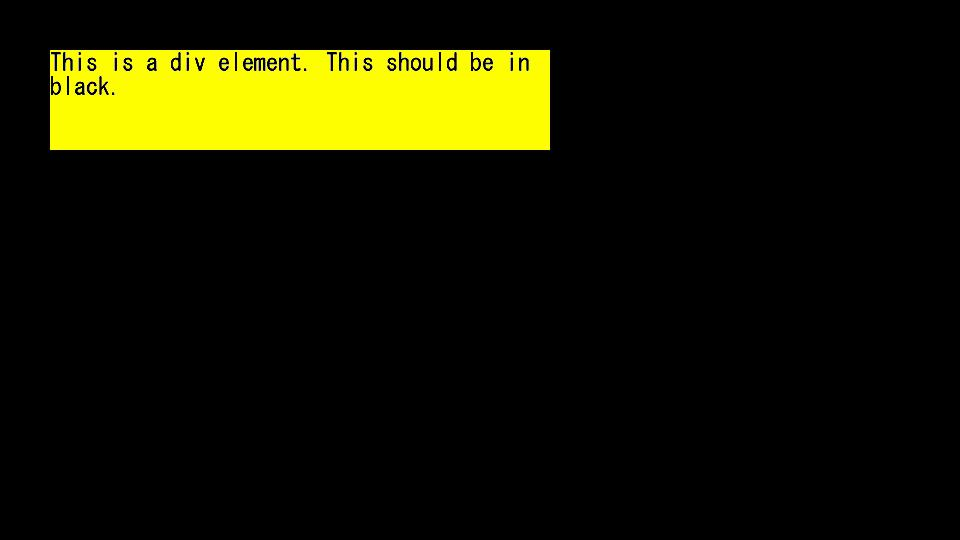 This is a div element. This should be in
black.